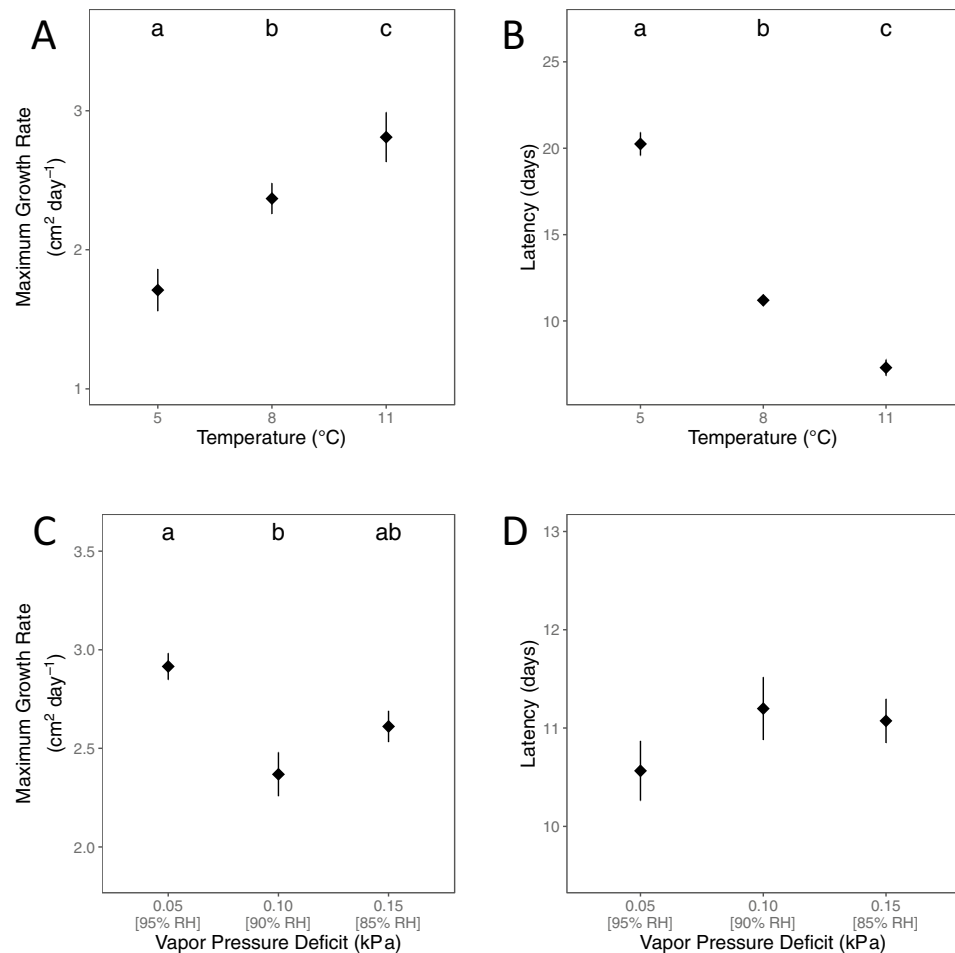 A
a b c
Maximum Growth Rate
(cm² day⁻¹)
3
2
1
5 8 11
Temperature (°C)
B
a b c
Latency (days)
25
20
15
10
5 8 11
Temperature (°C)
C
a b ab
Maximum Growth Rate
(cm² day⁻¹)
3.5
3.0
2.5
2.0
0.05 0.10 0.15
[95% RH] [90% RH] [85% RH]
Vapor Pressure Deficit (kPa)
D
Latency (days)
13
12
11
10
0.05 0.10 0.15
[95% RH] [90% RH] [85% RH]
Vapor Pressure Deficit (kPa)